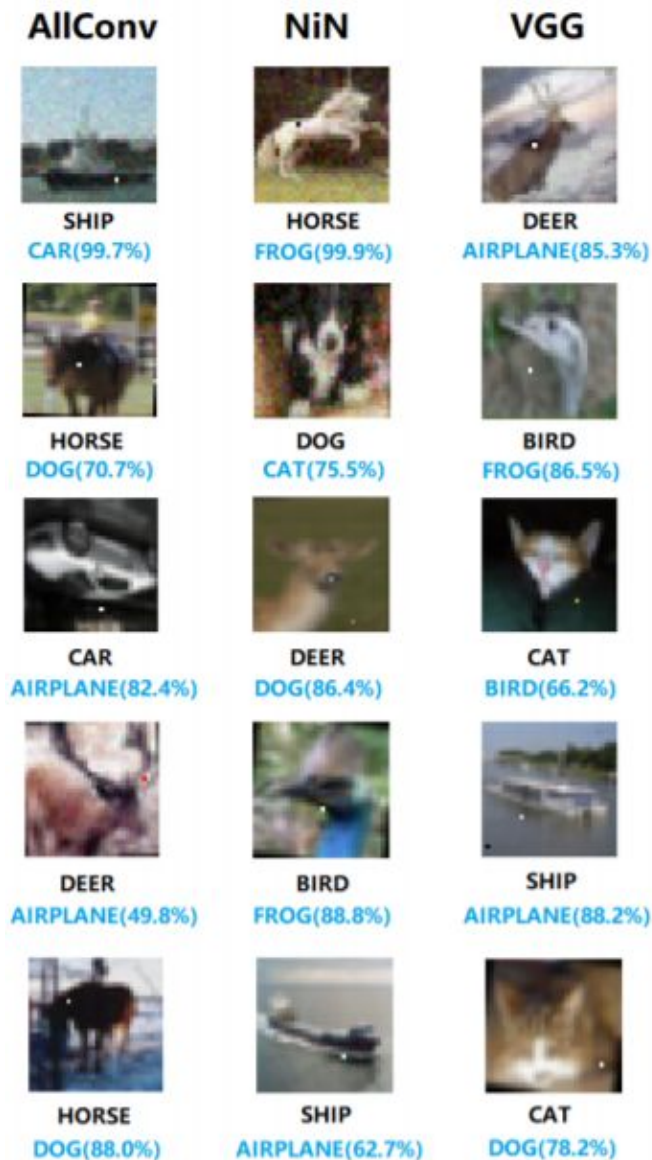 AllConv NiN VGG
SHIP HORSE DEER
CAR(99.7%) FROG(99.9%) AIRPLANE(85.3%)
HORSE DOG BIRD
DOG(70.7%) CAT(75.5%) FROG(86.5%)
CAR DEER CAT
AIRPLANE(82.4%) DOG(86.4%) BIRD(66.2%)
DEER BIRD SHIP
AIRPLANE(49.8%) FROG(88.8%) AIRPLANE(88.2%)
HORSE SHIP CAT
DOG(88.0%) AIRPLANE(62.7%) DOG(78.2%)